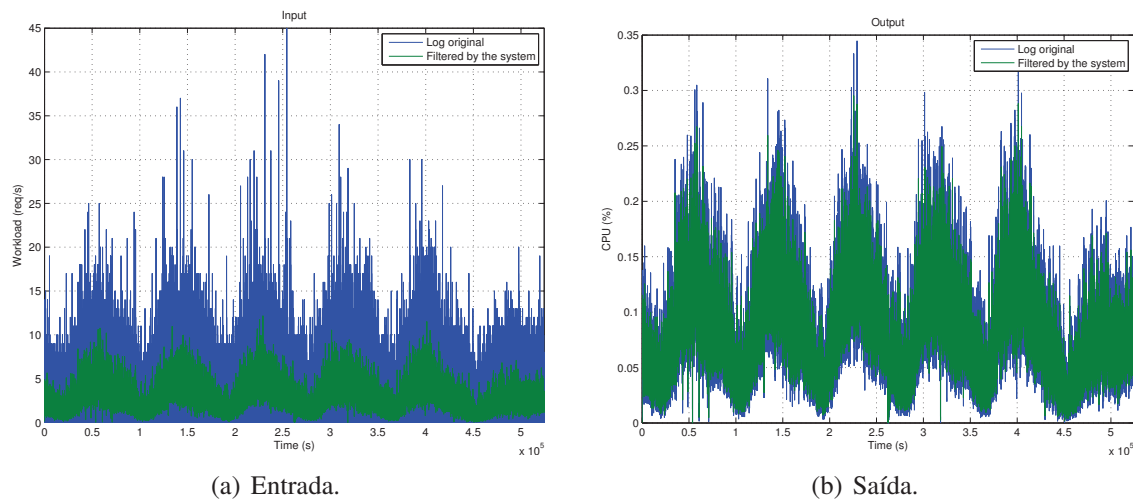 Input
Workload (req/s)
45
40
35
30
25
20
15
10
5
0
Log original
Filtered by the system
0 0.5 1 1.5 2 2.5 3 3.5 4 4.5 5
Time (s)
x 10^5
(a) Entrada.
Output
CPU (%)
0.35
0.3
0.25
0.2
0.15
0.1
0.05
0
Log original
Filtered by the system
0 0.5 1 1.5 2 2.5 3 3.5 4 4.5 5
Time (s)
x 10^5
(b) Saída.